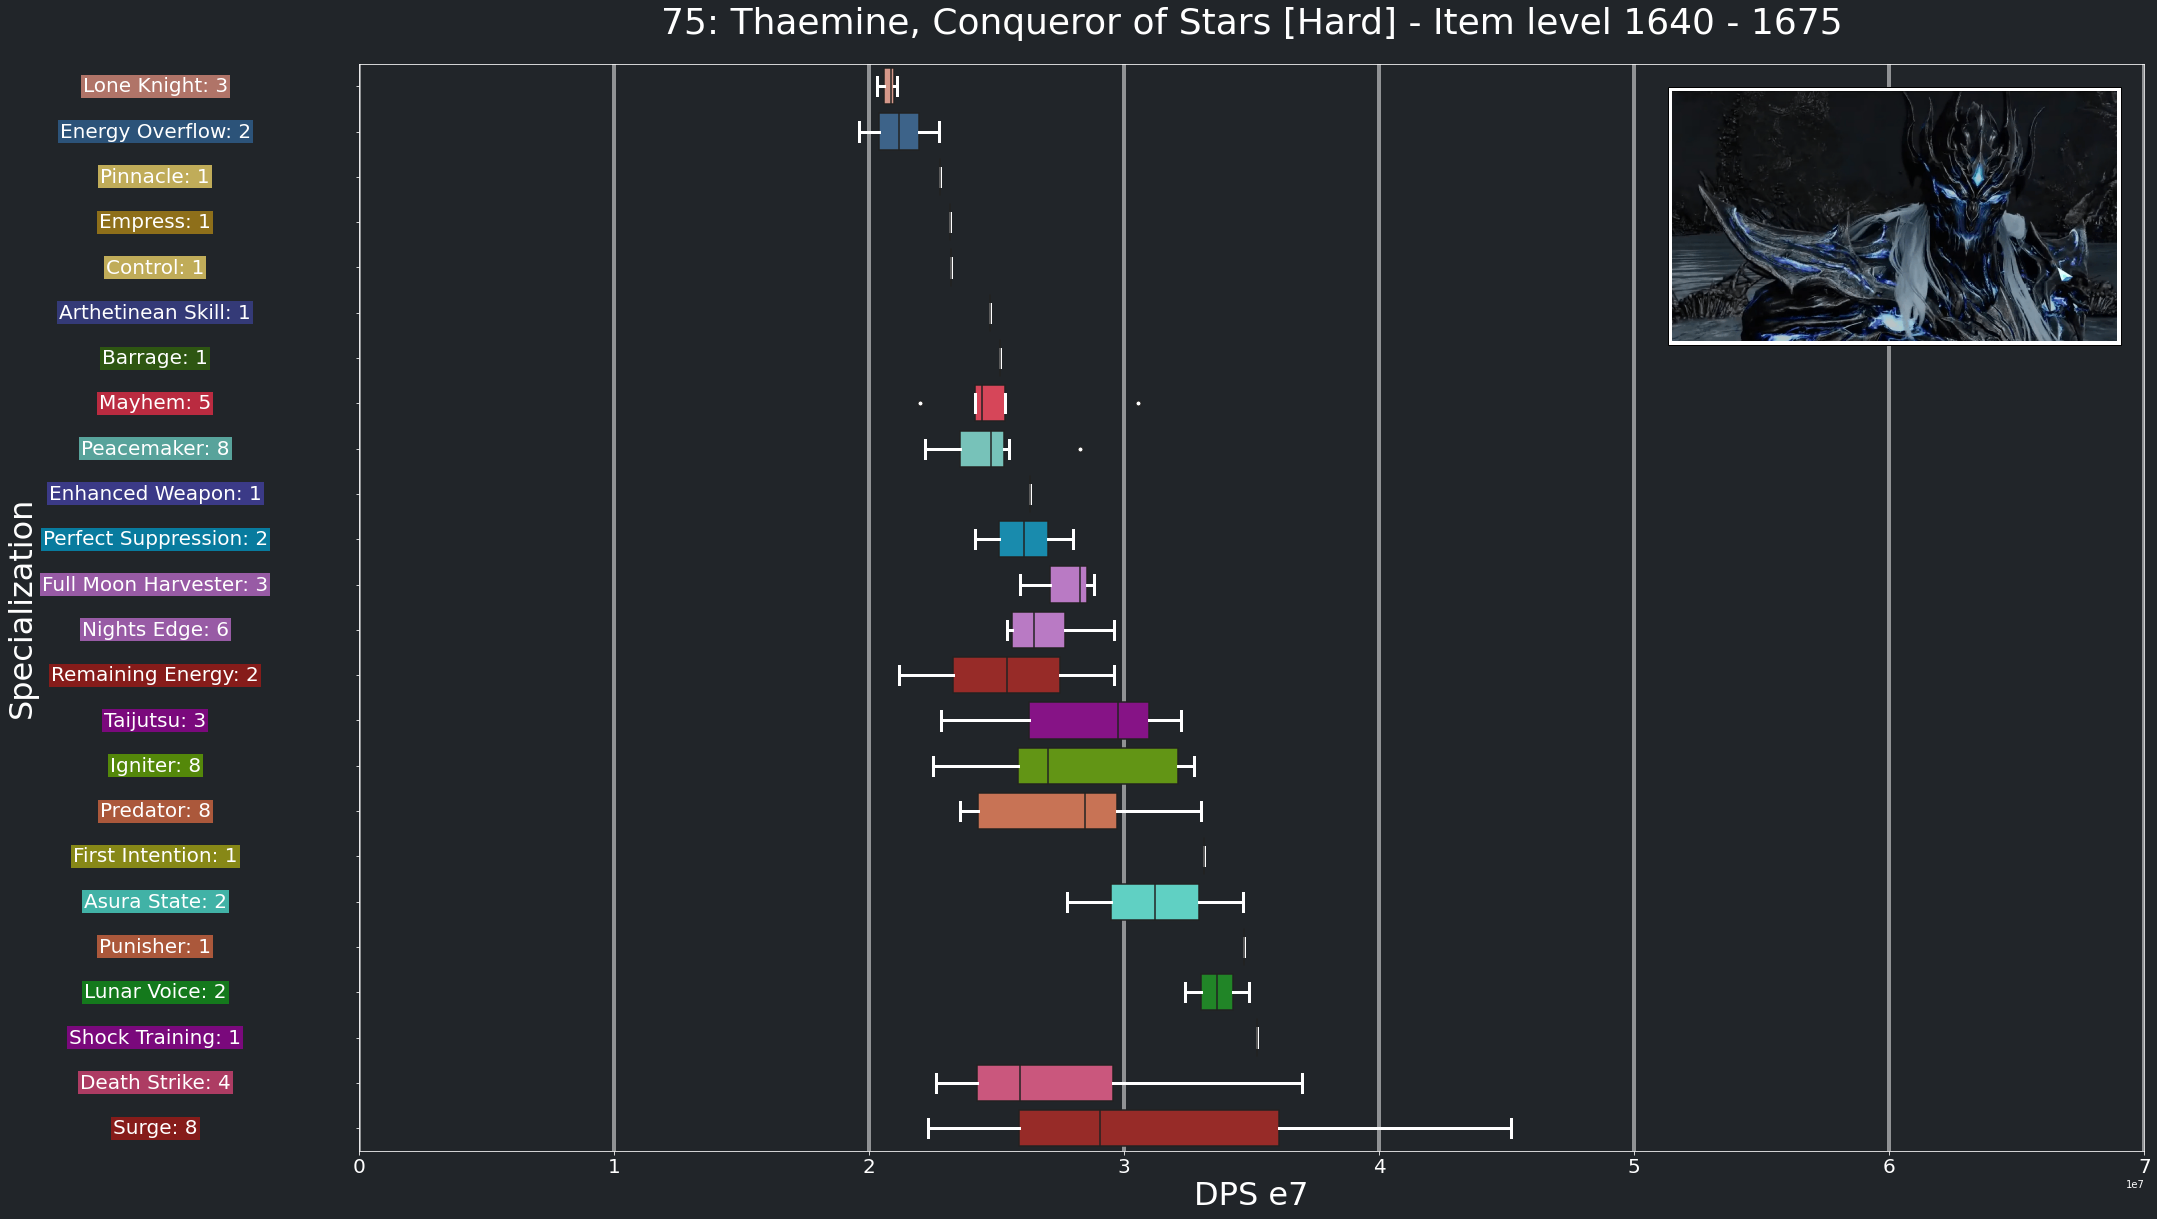 75: Thaemine, Conqueror of Stars [Hard] - Item level 1640 - 1675
Specialization
Lone Knight: 3
Energy Overflow: 2
Pinnacle: 1
Empress: 1
Control: 1
Arthetinean Skill: 1
Barrage: 1
Mayhem: 5
Peacemaker: 8
Enhanced Weapon: 1
Perfect Suppression: 2
Full Moon Harvester: 3
Nights Edge: 6
Remaining Energy: 2
Taijutsu: 3
Igniter: 8
Predator: 8
First Intention: 1
Asura State: 2
Punisher: 1
Lunar Voice: 2
Shock Training: 1
Death Strike: 4
Surge: 8
0 1 2 3 4 5 6 7
1e7
DPS e7